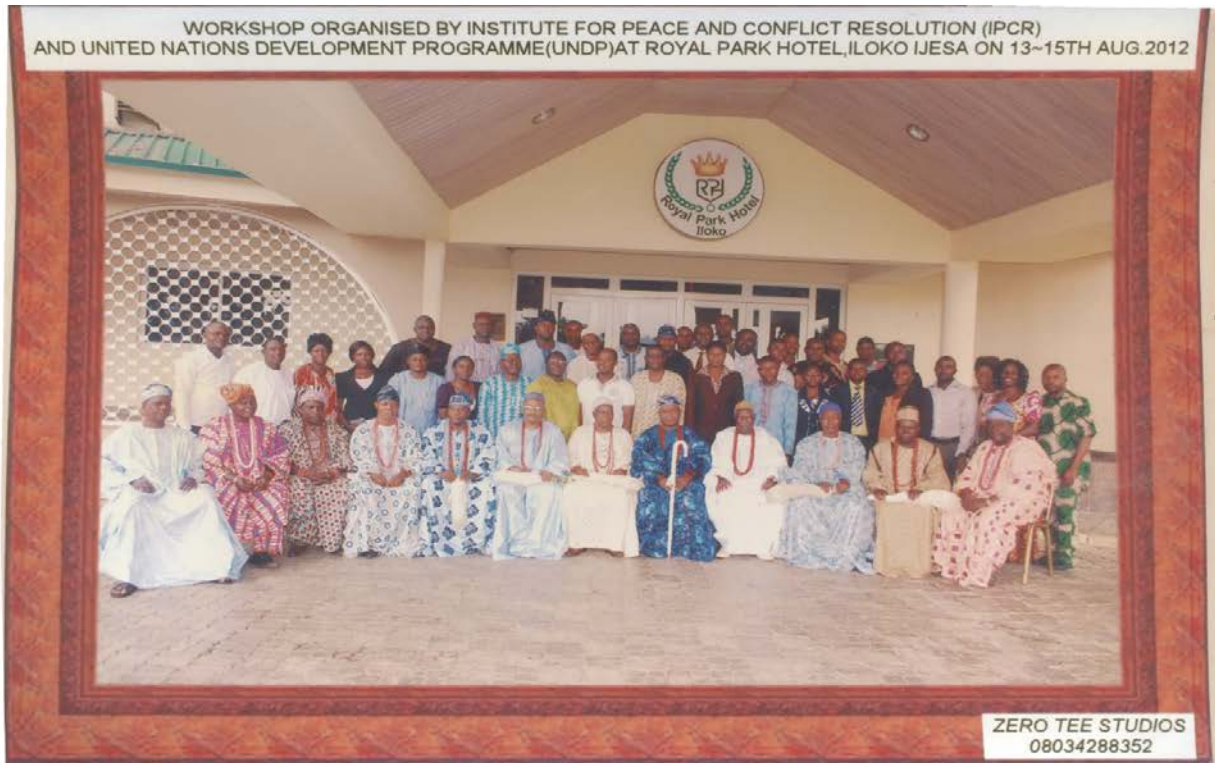 WORKSHOP ORGANISED BY INSTITUTE FOR PEACE AND CONFLICT RESOLUTION (IPCR)
AND UNITED NATIONS DEVELOPMENT PROGRAMME(UNDP)AT ROYAL PARK HOTEL,ILOKO IJESA ON 13~15TH AUG.2012
RPH
Royal Park Hotel
Iloko
ZERO TEE STUDIOS
08034288352